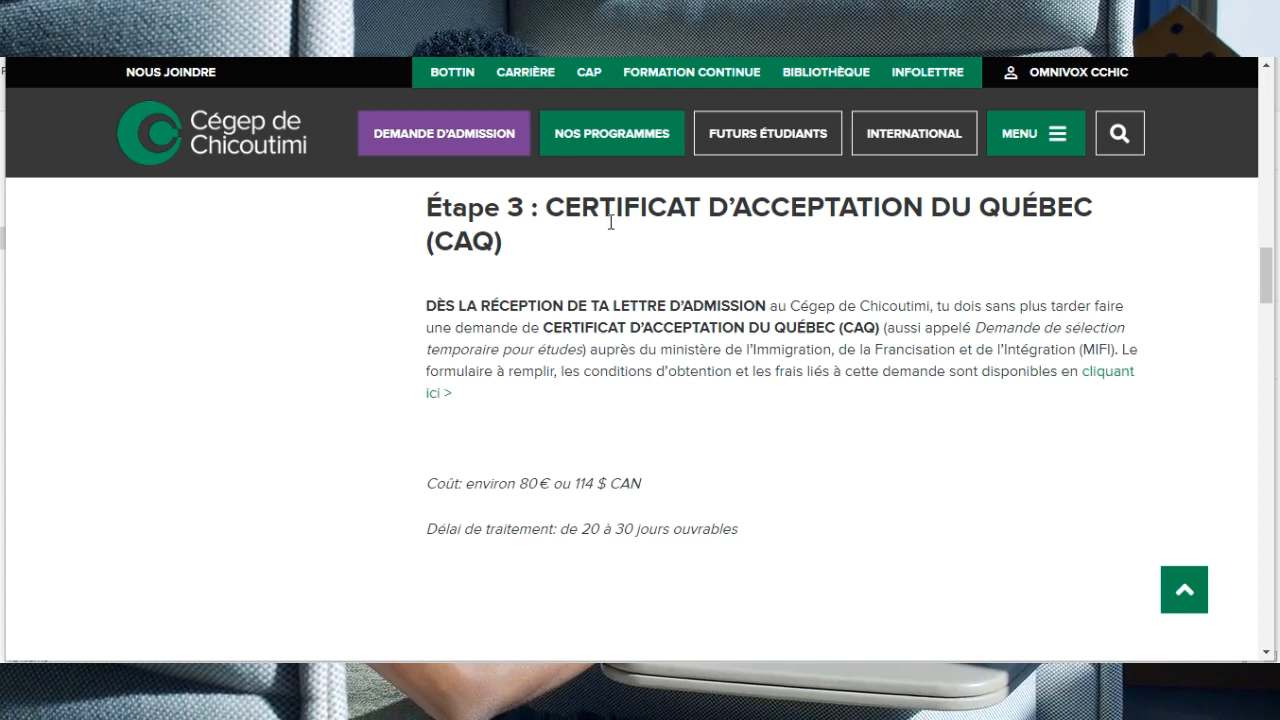 NOUS JOINDRE
BOTTIN CARRIÈRE CAP FORMATION CONTINUE BIBLIOTHÈQUE INFOLETTRE
OMNIVOX CCHIC
Cégep de
Chicoutimi
DEMANDE D’ADMISSION
NOS PROGRAMMES
FUTURS ÉTUDIANTS
INTERNATIONAL
MENU
Étape 3 : CERTIFICAT D’ACCEPTATION DU QUÉBEC
(CAQ)
DÈS LA RÉCEPTION DE TA LETTRE D’ADMISSION au Cégep de Chicoutimi, tu dois sans plus tarder faire
une demande de CERTIFICAT D’ACCEPTATION DU QUÉBEC (CAQ) (aussi appelé Demande de sélection
temporaire pour études) auprès du ministère de l’Immigration, de la Francisation et de l’Intégration (MIFI). Le
formulaire à remplir, les conditions d’obtention et les frais liés à cette demande sont disponibles en cliquant
ici >
Coût: environ 80 € ou 114 $ CAN
Délai de traitement: de 20 à 30 jours ouvrables